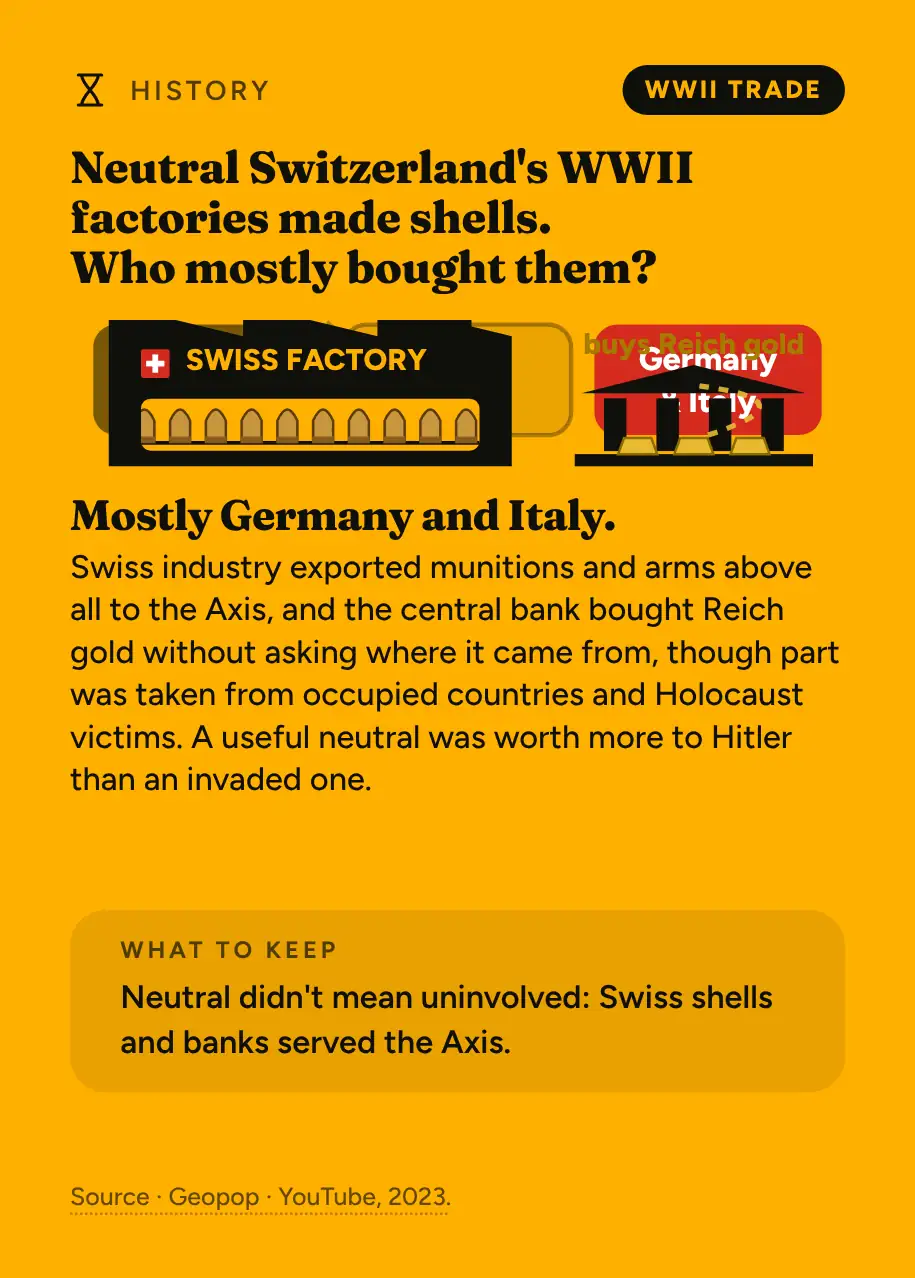 HISTORY
WWII TRADE
Neutral Switzerland's WWII
factories made shells.
Who mostly bought them?
SWISS FACTORY
buys Reich gold
Germany
& Italy
Mostly Germany and Italy.
Swiss industry exported munitions and arms above
all to the Axis, and the central bank bought Reich
gold without asking where it came from, though part
was taken from occupied countries and Holocaust
victims. A useful neutral was worth more to Hitler
than an invaded one.
WHAT TO KEEP
Neutral didn't mean uninvolved: Swiss shells
and banks served the Axis.
Source · Geopop · YouTube, 2023.